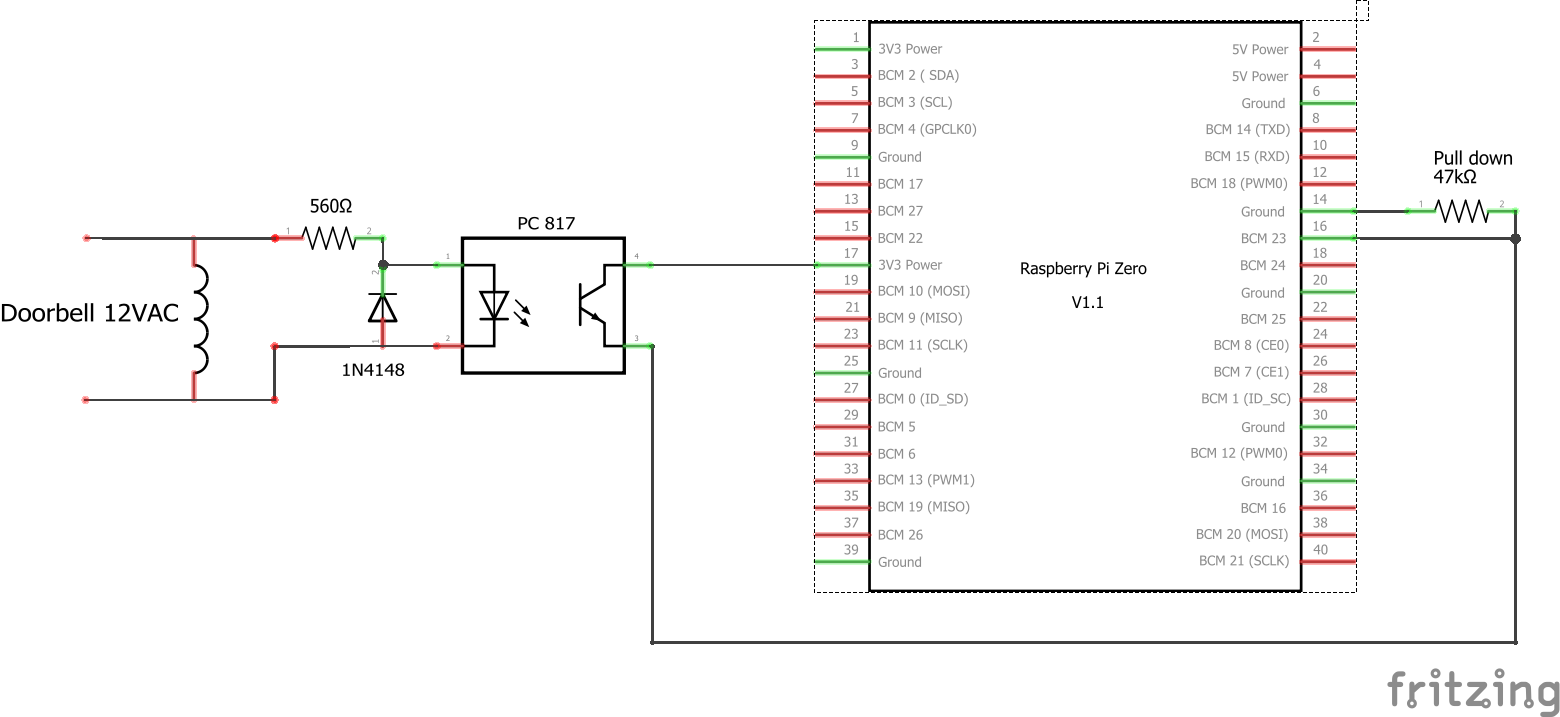 Doorbell 12VAC
560Ω
1
2
2
1
1N4148
PC 817
1
2
4
3
Raspberry Pi Zero
V1.1
1 3V3 Power
3 BCM 2 ( SDA)
5 BCM 3 (SCL)
7 BCM 4 (GPCLK0)
9 Ground
11 BCM 17
13 BCM 27
15 BCM 22
17 3V3 Power
19 BCM 10 (MOSI)
21 BCM 9 (MISO)
23 BCM 11 (SCLK)
25 Ground
27 BCM 0 (ID_SD)
29 BCM 5
31 BCM 6
33 BCM 13 (PWM1)
35 BCM 19 (MISO)
37 BCM 26
39 Ground
5V Power 2
5V Power 4
Ground 6
BCM 14 (TXD) 8
BCM 15 (RXD) 10
BCM 18 (PWM0) 12
Ground 14
BCM 23 16
BCM 24 18
Ground 20
BCM 25 22
BCM 8 (CE0) 24
BCM 7 (CE1) 26
BCM 1 (ID_SC) 28
Ground 30
BCM 12 (PWM0) 32
Ground 34
BCM 16 36
BCM 20 (MOSI) 38
BCM 21 (SCLK) 40
Pull down
47kΩ
1
2
fritzing